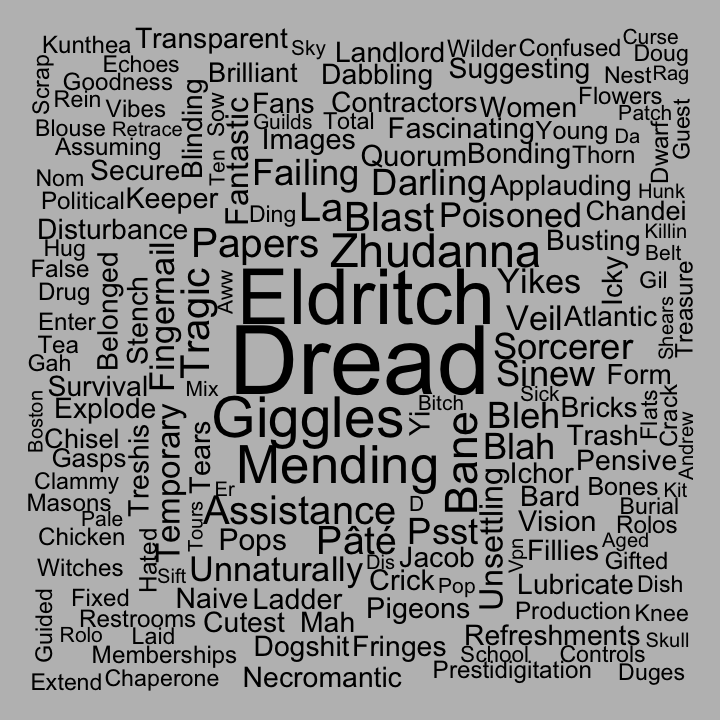 Kunthea Transparent Sky Landlord Wilder Confused Curse
Echoes Doug
Scrap Goodness Brilliant Dabbling Suggesting Nest Rag
Rein Vibes Blinding Sow Fantastic Fans Contractors Women Flowers
Patch Guest
Blouse Retrace Guilds Total Fascinating Young Da
Assuming Images Dwarf
Ten Quorum Bonding Thorn
Nom Secure Failing Darling Applauding Hunk
Political Keeper Ding La Blast Poisoned Chandei
Disturbance Papers Zhudanna Busting Killin
Hug Belt
False Belonged Stench Fingernail Tragic Aww Eldritch Yikes Icky Gil Treasure
Drug
Enter Veil Atlantic Shears
Tea Dread Sorcerer
Gah
Survival Mix Sinew Form
Boston Explode Giggles Yi Bitch Sick Bleh Bricks Flats Crack
Chisel Treshis Temporary Tears Bane Blah Trash Andrew
Gasps Mending Pensive
Clammy Er Ichor Bones Kit
Masons Assistance D Unsettling Bard Burial
Pale Tours Vision Rolos
Chicken Hated Pops Pâté Psst Vpn Fillies Aged
Witches Sift Unnaturally Dis Jacob Gifted
Crick Pop Lubricate Dish
Guided Fixed Naive Ladder Pigeons Production Knee
Restrooms Cutest Mah
Rolo Laid Refreshments Skull
Memberships Dogshit Fringes School Controls
Extend Chaperone Necromantic Prestidigitation Duges